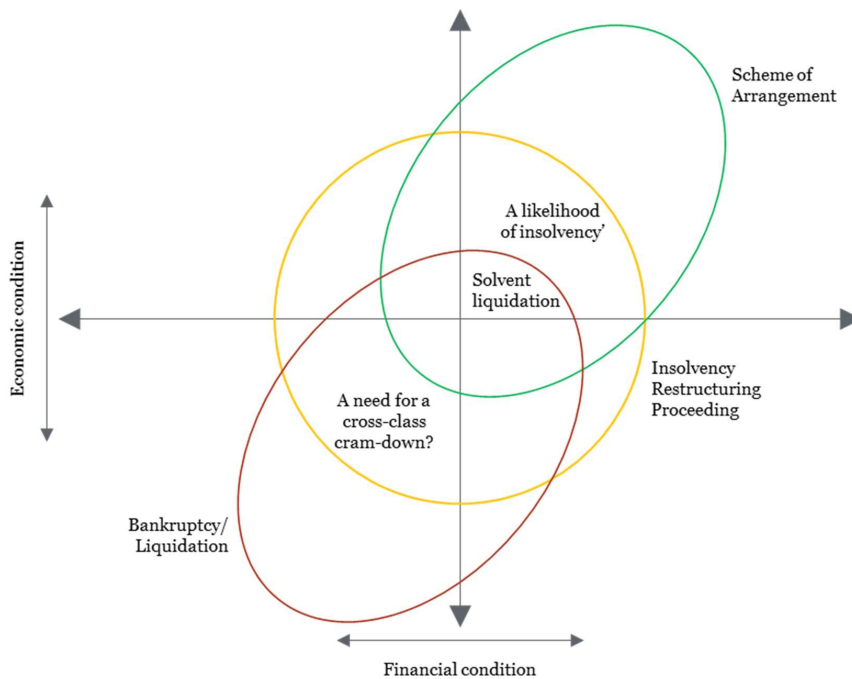 Scheme of
Arrangement
A likelihood
of insolvency’
Solvent
liquidation
Economic condition
Insolvency
Restructuring
Proceeding
A need for a
cross-class
cram-down?
Bankruptcy/
Liquidation
Financial condition